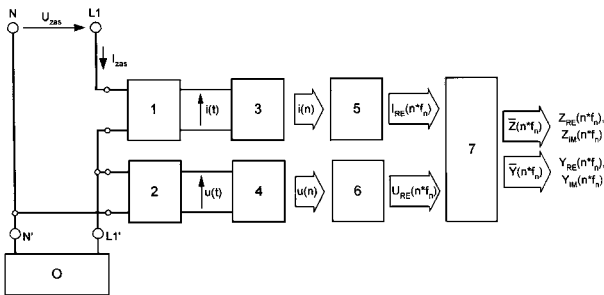 N
U_zas
L1
I_zas
1
i(t)
3
i(n)
5
I_RE(n*f_n)
7
Z̅(n*f_n)
Z_RE(n*f_n),
Z_IM(n*f_n)
2
u(t)
4
u(n)
6
U_RE(n*f_n)
Y̅(n*f_n)
Y_RE(n*f_n),
Y_IM(n*f_n)
N'
L1'
O